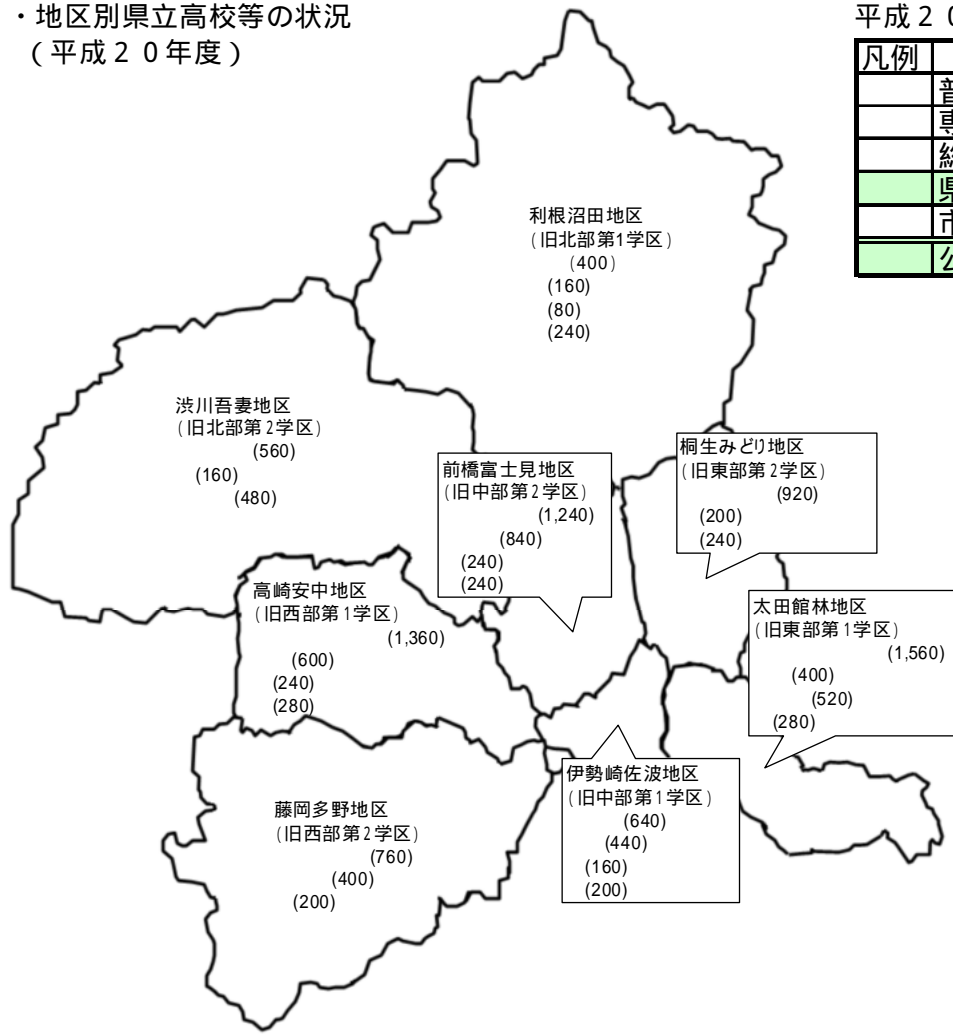 ・地区別県立高校等の状況
(平成２０年度)
平成２
凡例
利根沼田地区
(旧北部第1学区)
(400)
(160)
(80)
(240)
渋川吾妻地区
(旧北部第2学区)
(560)
(160)
(480)
前橋富士見地区
(旧中部第2学区)
(1,240)
(840)
(240)
(240)
桐生みどり地区
(旧東部第2学区)
(920)
(200)
(240)
高崎安中地区
(旧西部第1学区)
(1,360)
(600)
(240)
(280)
太田館林地区
(旧東部第1学区)
(1,560)
(400)
(520)
(280)
伊勢崎佐波地区
(旧中部第1学区)
(640)
(440)
(160)
(200)
藤岡多野地区
(旧西部第2学区)
(760)
(400)
(200)